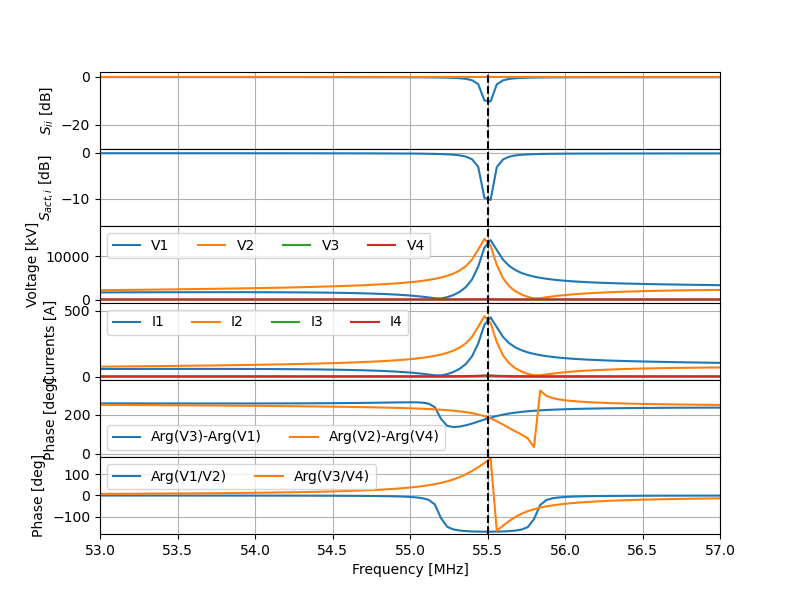 0
−20
S_ii [dB]
0
−10
S_act,i [dB]
10000
0
Voltage [kV]
V1 V2 V3 V4
500
0
Currents [A]
I1 I2 I3 I4
200
0
Phase [deg]
Arg(V3)-Arg(V1) Arg(V2)-Arg(V4)
100
0
−100
Phase [deg]
Arg(V1/V2) Arg(V3/V4)
53.0 53.5 54.0 54.5 55.0 55.5 56.0 56.5 57.0
Frequency [MHz]